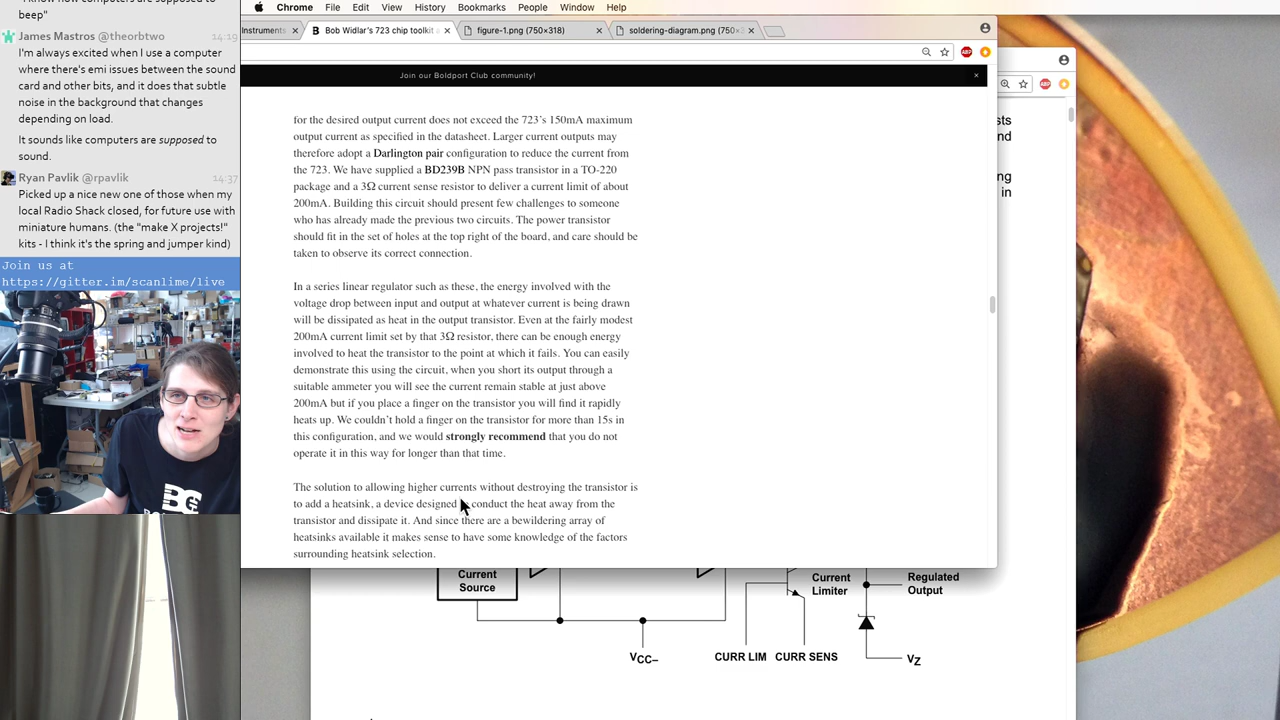 "I know how computers are supposed to
beep"
James Mastros @theorbtwo 14:19
I'm always excited when I use a computer
where there's emi issues between the sound
card and other bits, and it does that subtle
noise in the background that changes
depending on load.
It sounds like computers are supposed to
sound.
Ryan Pavlik @rpavlik 14:37
Picked up a nice new one of those when my
local Radio Shack closed, for future use with
miniature humans. (the "make X projects!"
kits - I think it's the spring and jumper kind)
Join us at
https://gitter.im/scanlime/live
BG
Chrome File Edit View History Bookmarks People Window Help
Instruments × Bob Widlar's 723 chip toolkit × figure-1.png (750×318) × soldering-diagram.png (750× ×
ABP
Join our Boldport Club community! ×
for the desired output current does not exceed the 723's 150mA maximum
output current as specified in the datasheet. Larger current outputs may
therefore adopt a Darlington pair configuration to reduce the current from
the 723. We have supplied a BD239B NPN pass transistor in a TO-220
package and a 3Ω current sense resistor to deliver a current limit of about
200mA. Building this circuit should present few challenges to someone
who has already made the previous two circuits. The power transistor
should fit in the set of holes at the top right of the board, and care should be
taken to observe its correct connection.
In a series linear regulator such as these, the energy involved with the
voltage drop between input and output at whatever current is being drawn
will be dissipated as heat in the output transistor. Even at the fairly modest
200mA current limit set by that 3Ω resistor, there can be enough energy
involved to heat the transistor to the point at which it fails. You can easily
demonstrate this using the circuit, when you short its output through a
suitable ammeter you will see the current remain stable at just above
200mA but if you place a finger on the transistor you will find it rapidly
heats up. We couldn't hold a finger on the transistor for more than 15s in
this configuration, and we would strongly recommend that you do not
operate it in this way for longer than that time.
The solution to allowing higher currents without destroying the transistor is
to add a heatsink, a device designed conduct the heat away from the
transistor and dissipate it. And since there are a bewildering array of
heatsinks available it makes sense to have some knowledge of the factors
surrounding heatsink selection.
ABP
sts
nd
ng
in
Current
Source
Current
Limiter
Regulated
Output
VCC–
CURR LIM CURR SENS
VZ